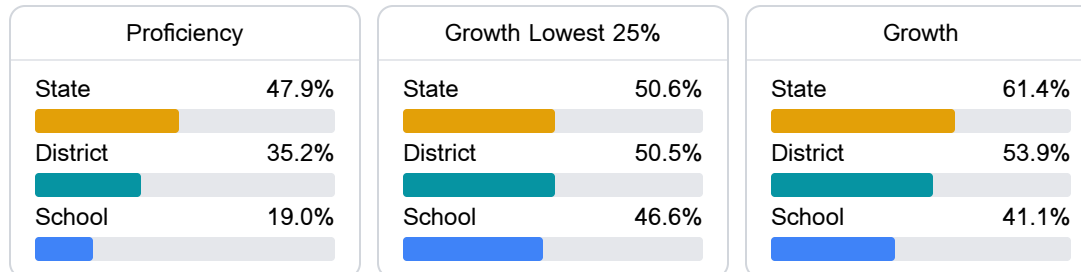 Proficiency
State 47.9%
District 35.2%
School 19.0%
Growth Lowest 25%
State 50.6%
District 50.5%
School 46.6%
Growth
State 61.4%
District 53.9%
School 41.1%